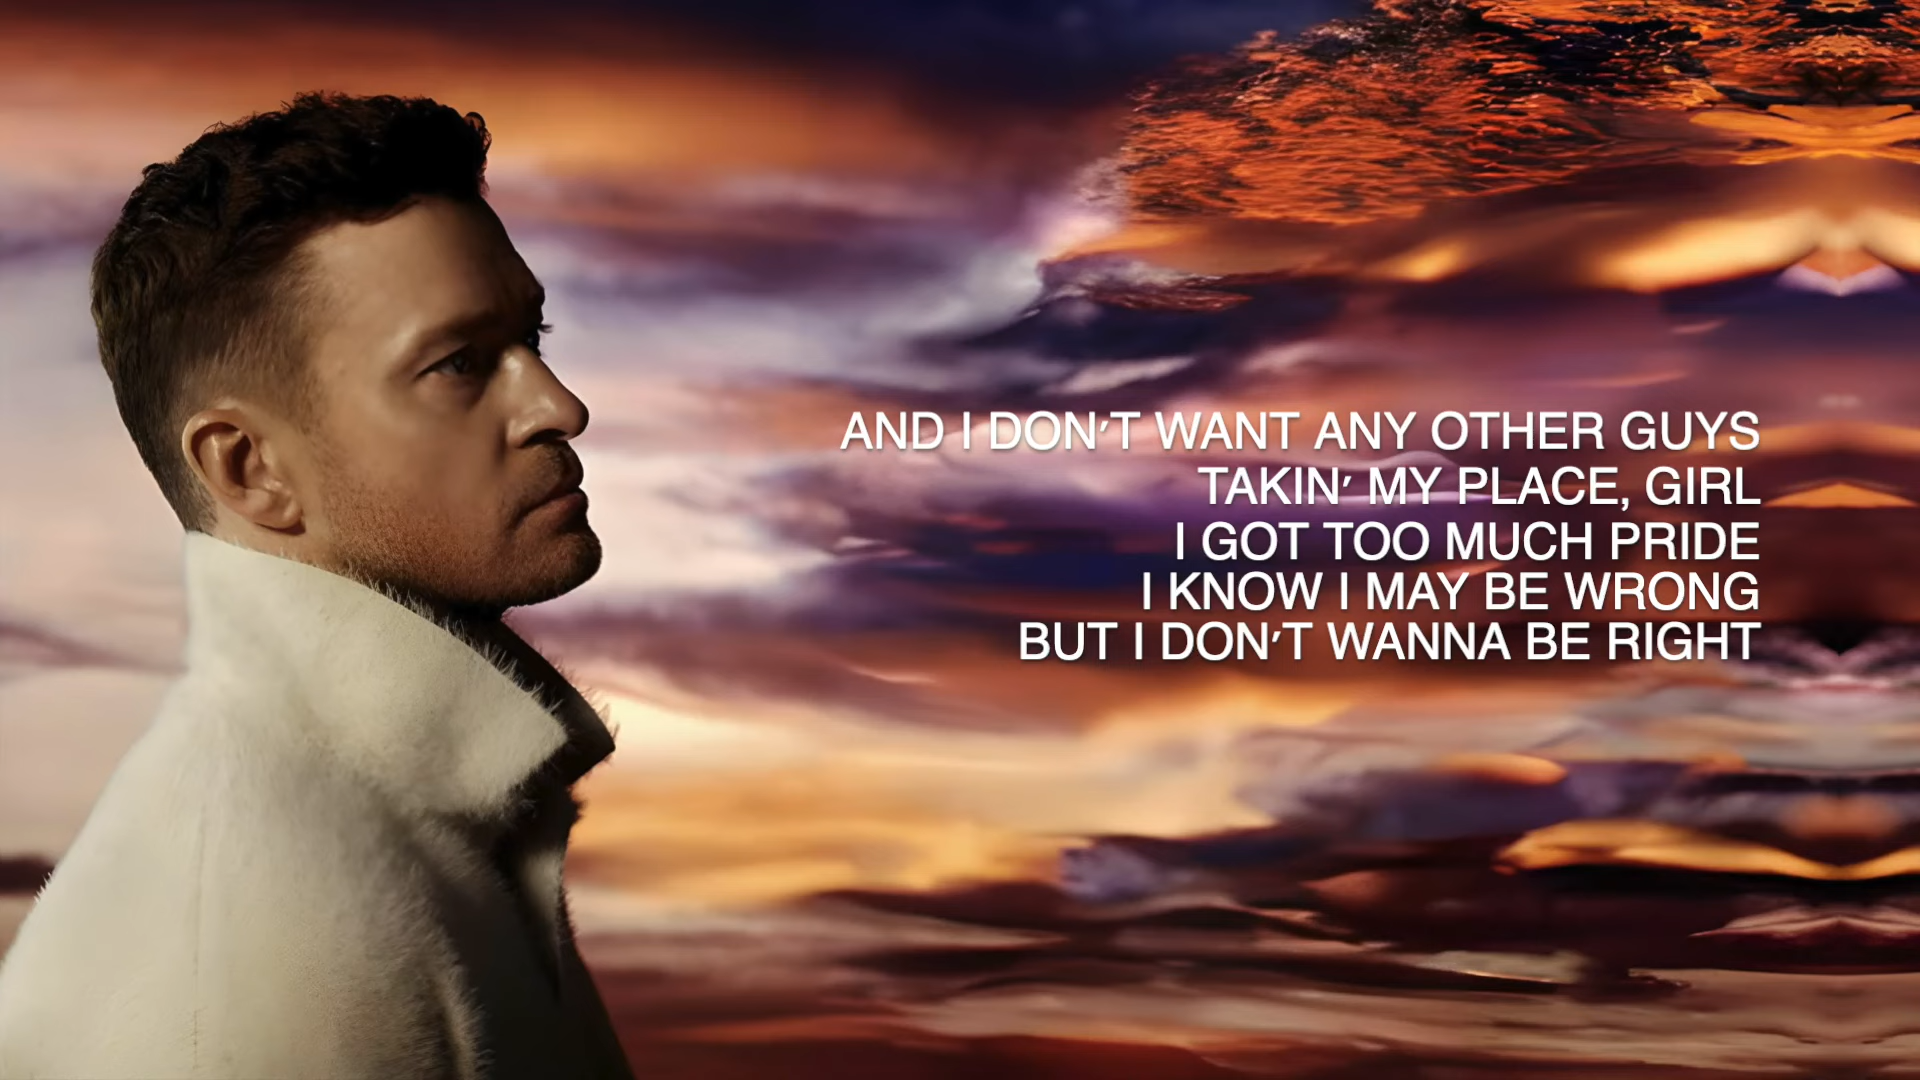 AND I DON'T WANT ANY OTHER GUYS
TAKIN' MY PLACE, GIRL
I GOT TOO MUCH PRIDE
I KNOW I MAY BE WRONG
BUT I DON'T WANNA BE RIGHT